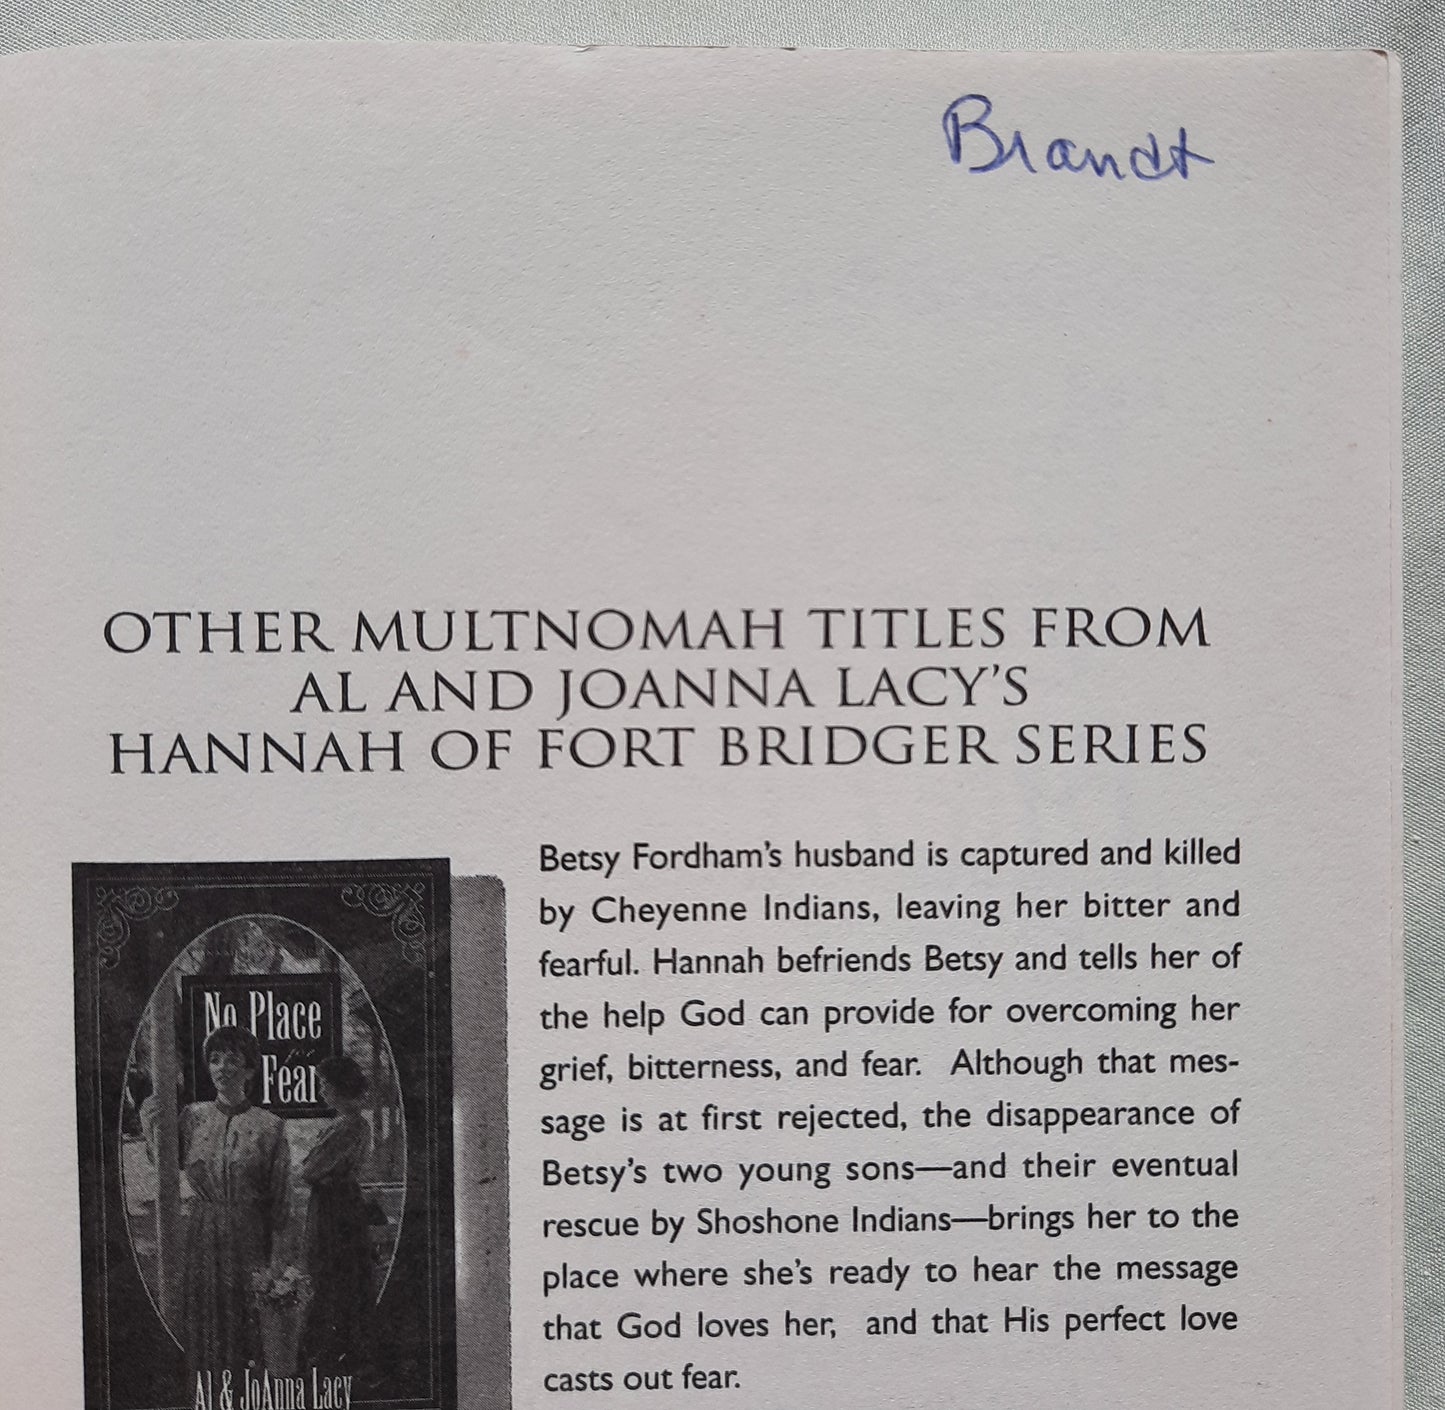 Brandt
OTHER MULTNOMAH TITLES FROM
AL AND JOANNA LACY'S
HANNAH OF FORT BRIDGER SERIES
No Place
for
Fear
Al & JoAnna Lacy
Betsy Fordham's husband is captured and killed
by Cheyenne Indians, leaving her bitter and
fearful. Hannah befriends Betsy and tells her of
the help God can provide for overcoming her
grief, bitterness, and fear. Although that mes-
sage is at first rejected, the disappearance of
Betsy's two young sons—and their eventual
rescue by Shoshone Indians—brings her to the
place where she's ready to hear the message
that God loves her, and that His perfect love
casts out fear.